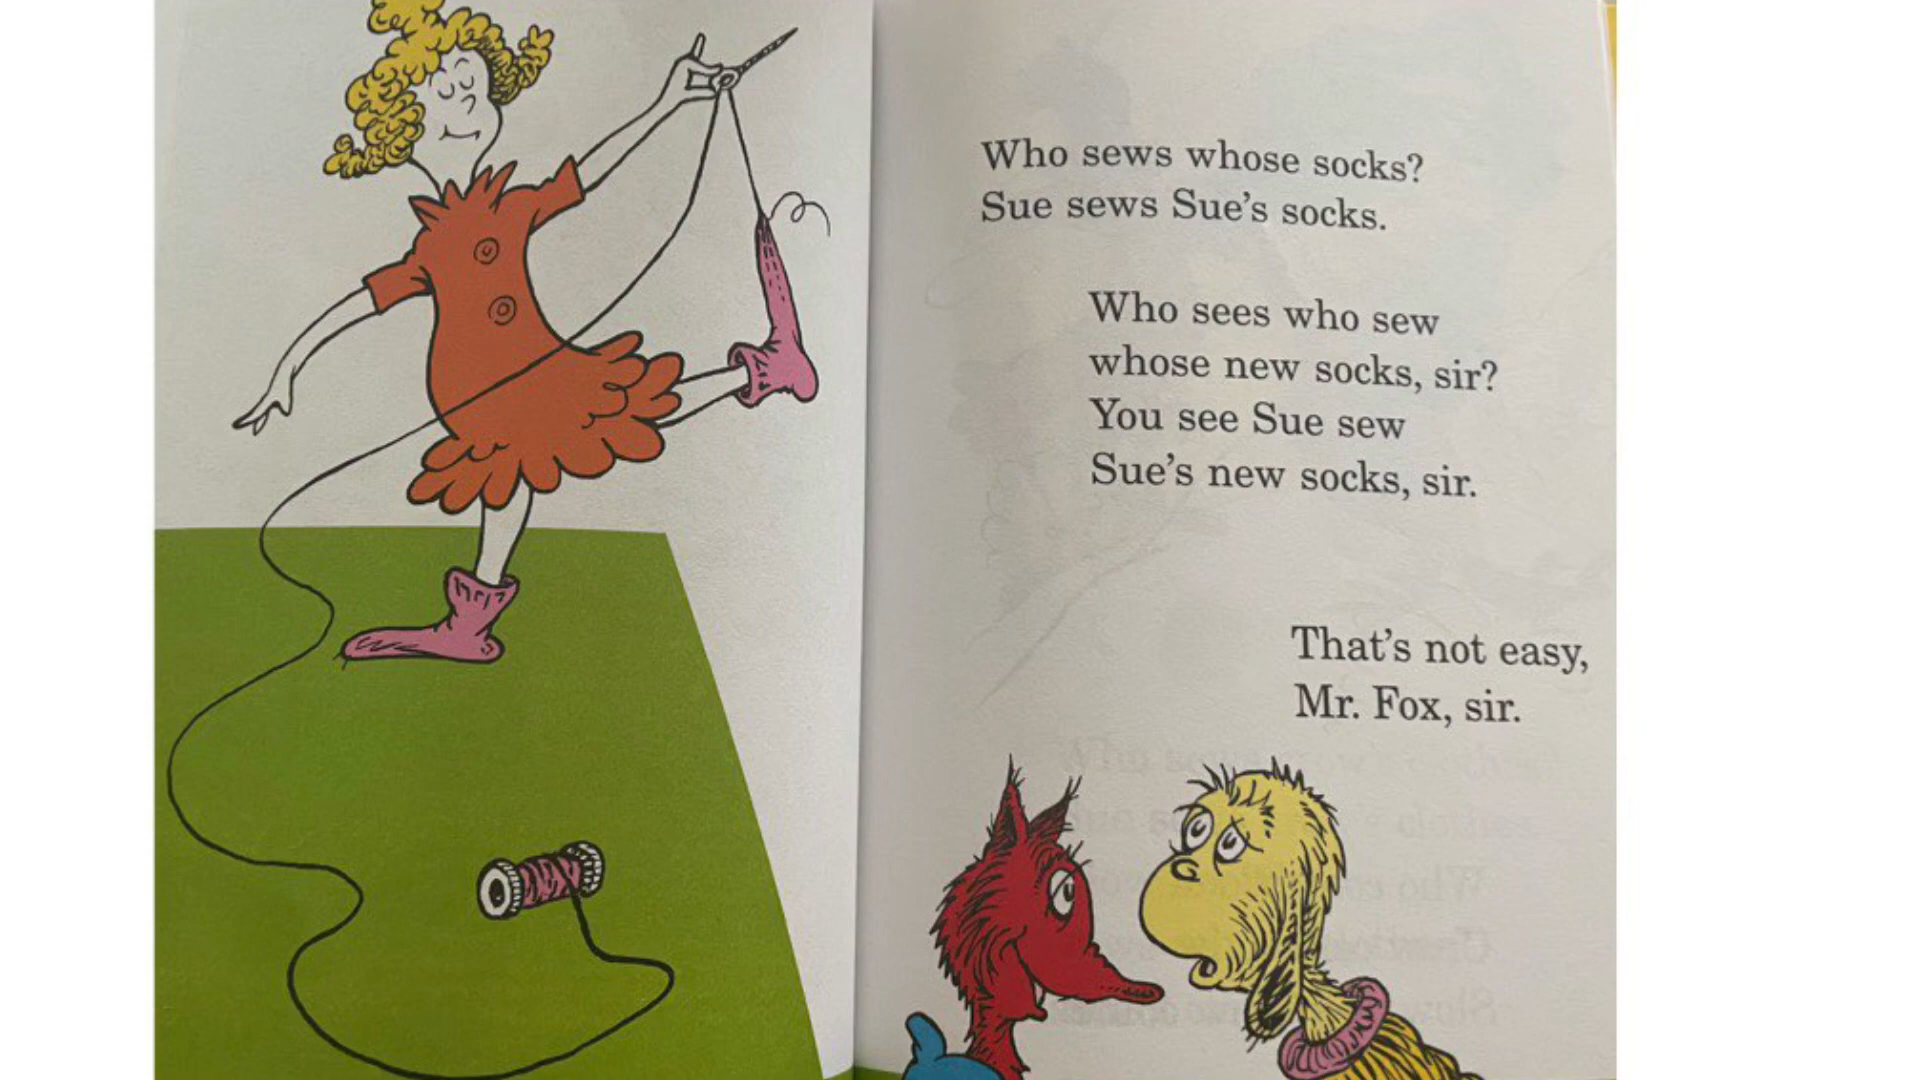 Who sews whose socks?
Sue sews Sue’s socks.
Who sees who sew
whose new socks, sir?
You see Sue sew
Sue’s new socks, sir.
That’s not easy,
Mr. Fox, sir.